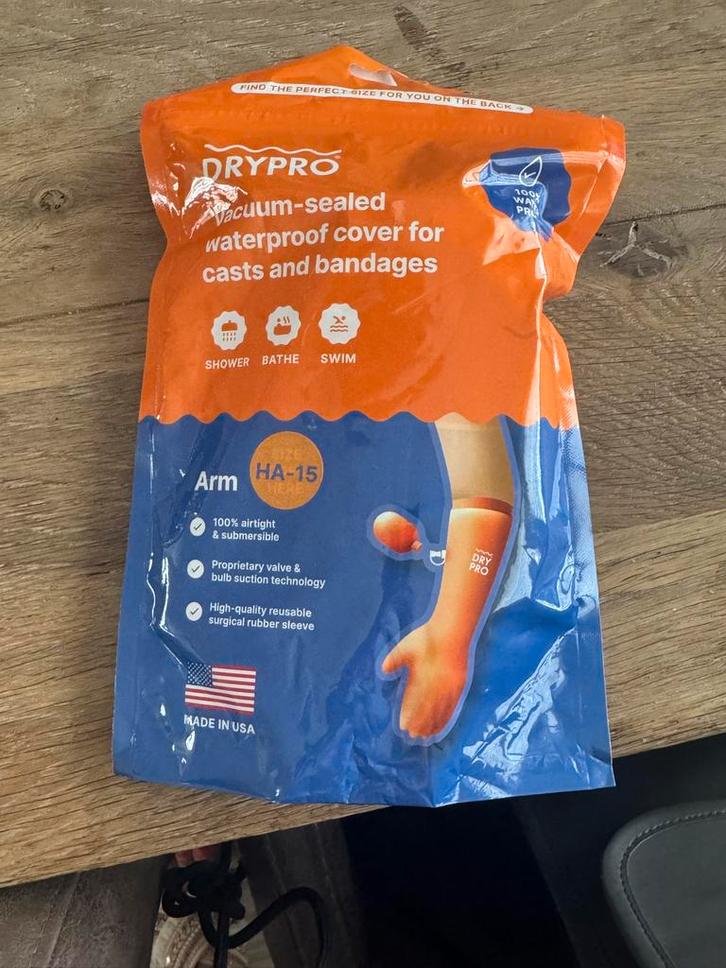 FIND THE PERFECT SIZE FOR YOU ON THE BACK →
DRYPRO
Vacuum-sealed
waterproof cover for
casts and bandages
SHOWER BATHE SWIM
Arm
SIZE
HA-15
HERE
100% airtight
& submersible
Proprietary valve &
bulb suction technology
High-quality reusable
surgical rubber sleeve
DRY
PRO
MADE IN USA